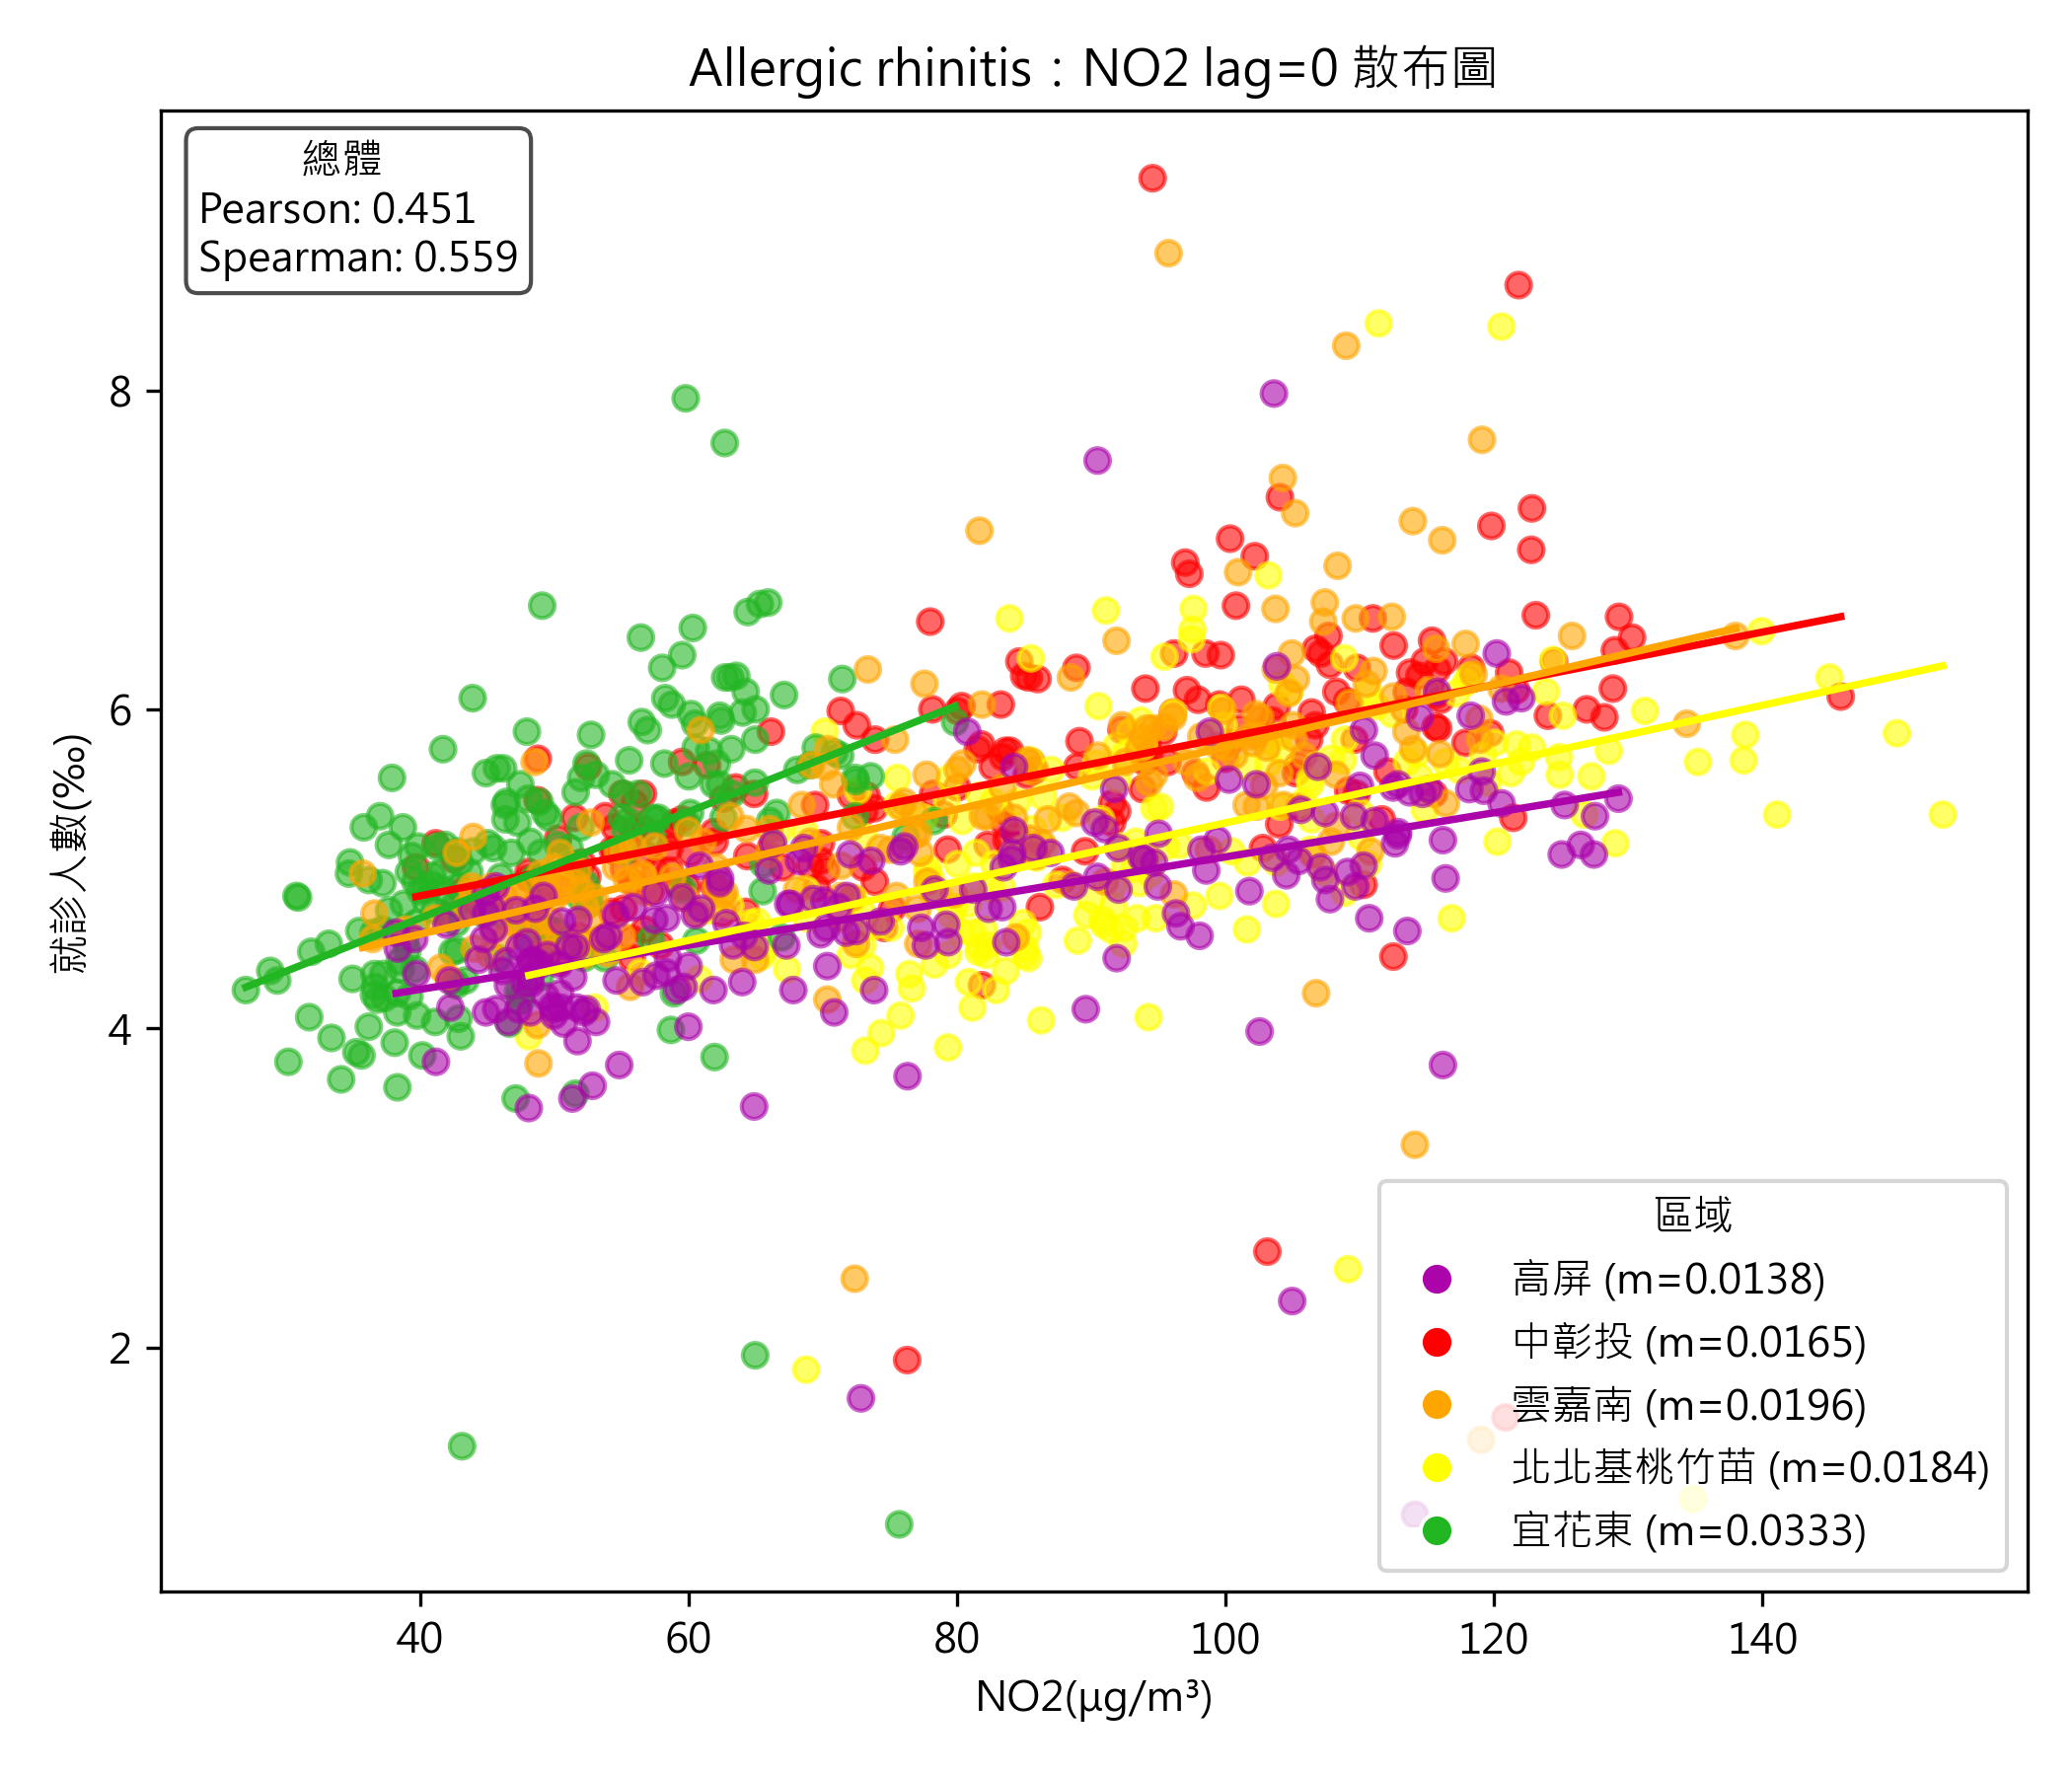 Allergic rhinitis：NO2 lag=0 散布圖
總體
Pearson: 0.451
Spearman: 0.559
就診人數(‰)
8
6
4
2
區域
高屏 (m=0.0138)
中彰投 (m=0.0165)
雲嘉南 (m=0.0196)
北北基桃竹苗 (m=0.0184)
宜花東 (m=0.0333)
40 60 80 100 120 140
NO2(μg/m³)